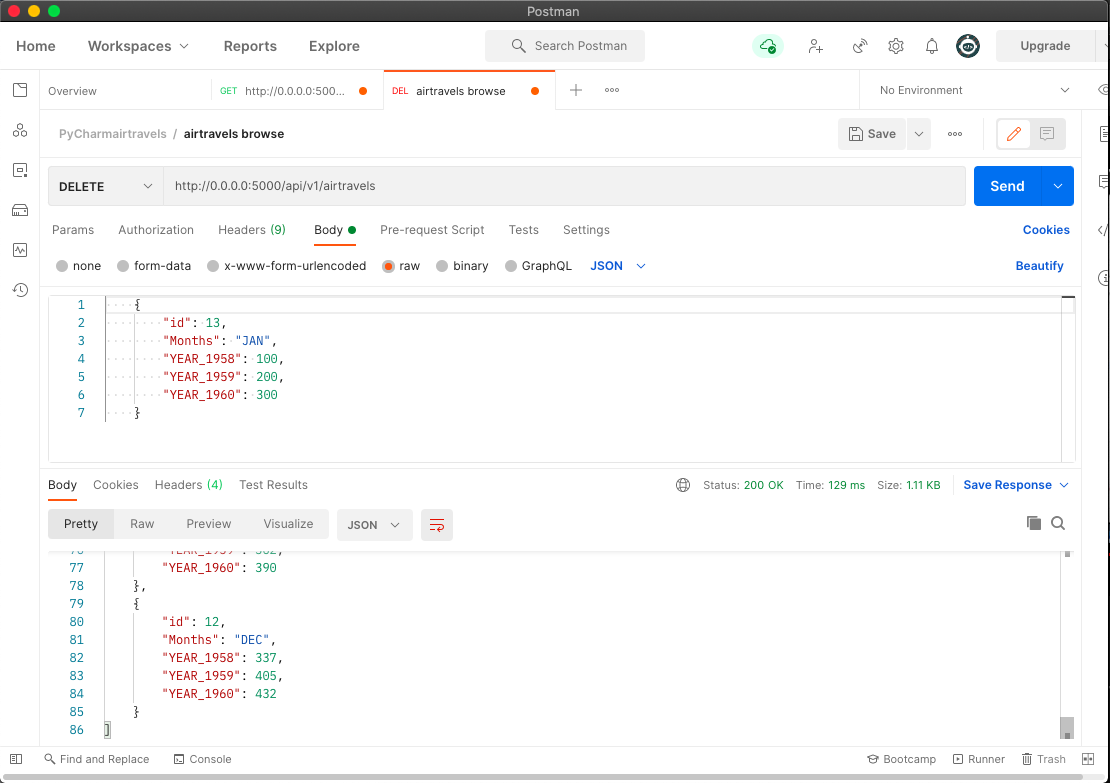 Postman
Home Workspaces Reports Explore Search Postman Upgrade
Overview GET http://0.0.0.0:500... DEL airtravels browse No Environment
PyCharmairtravels / airtravels browse Save
DELETE http://0.0.0.0:5000/api/v1/airtravels Send
Params Authorization Headers (9) Body Pre-request Script Tests Settings Cookies
none form-data x-www-form-urlencoded raw binary GraphQL JSON Beautify
1 {
2 "id": 13,
3 "Months": "JAN",
4 "YEAR_1958": 100,
5 "YEAR_1959": 200,
6 "YEAR_1960": 300
7 }
Body Cookies Headers (4) Test Results Status: 200 OK Time: 129 ms Size: 1.11 KB Save Response
Pretty Raw Preview Visualize JSON
77 "YEAR_1960": 390
78 },
79 {
80 "id": 12,
81 "Months": "DEC",
82 "YEAR_1958": 337,
83 "YEAR_1959": 405,
84 "YEAR_1960": 432
85 }
86 ]
Find and Replace Console Bootcamp Runner Trash